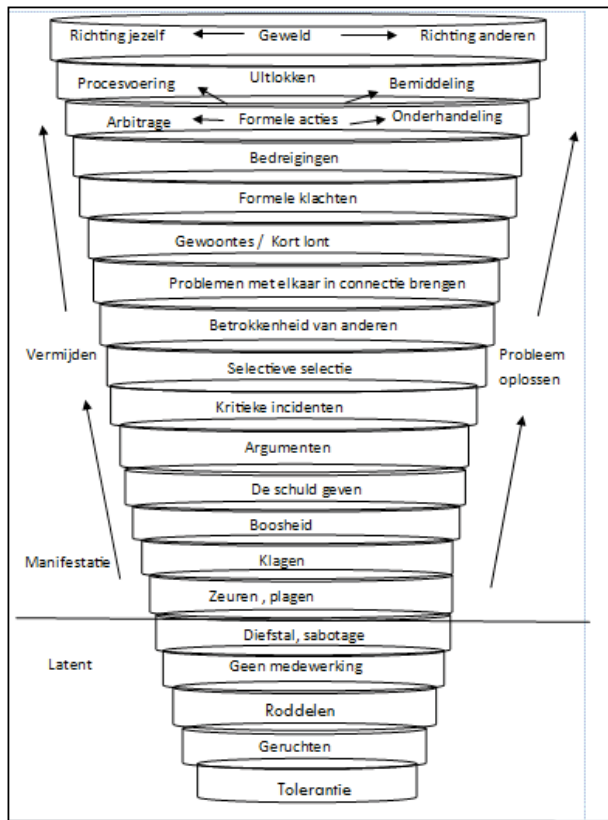 Richting jezelf Geweld Richting anderen
Uitlokken
Procesvoering Bemiddeling
Arbitrage Formele acties Onderhandeling
Bedreigingen
Formele klachten
Gewoontes / Kort lont
Problemen met elkaar in connectie brengen
Betrokkenheid van anderen
Vermijden Selectieve selectie Probleem
oplossen
Kritieke incidenten
Argumenten
De schuld geven
Boosheid
Manifestatie Klagen
Zeuren , plagen
Diefstal, sabotage
Latent Geen medewerking
Roddelen
Geruchten
Tolerantie